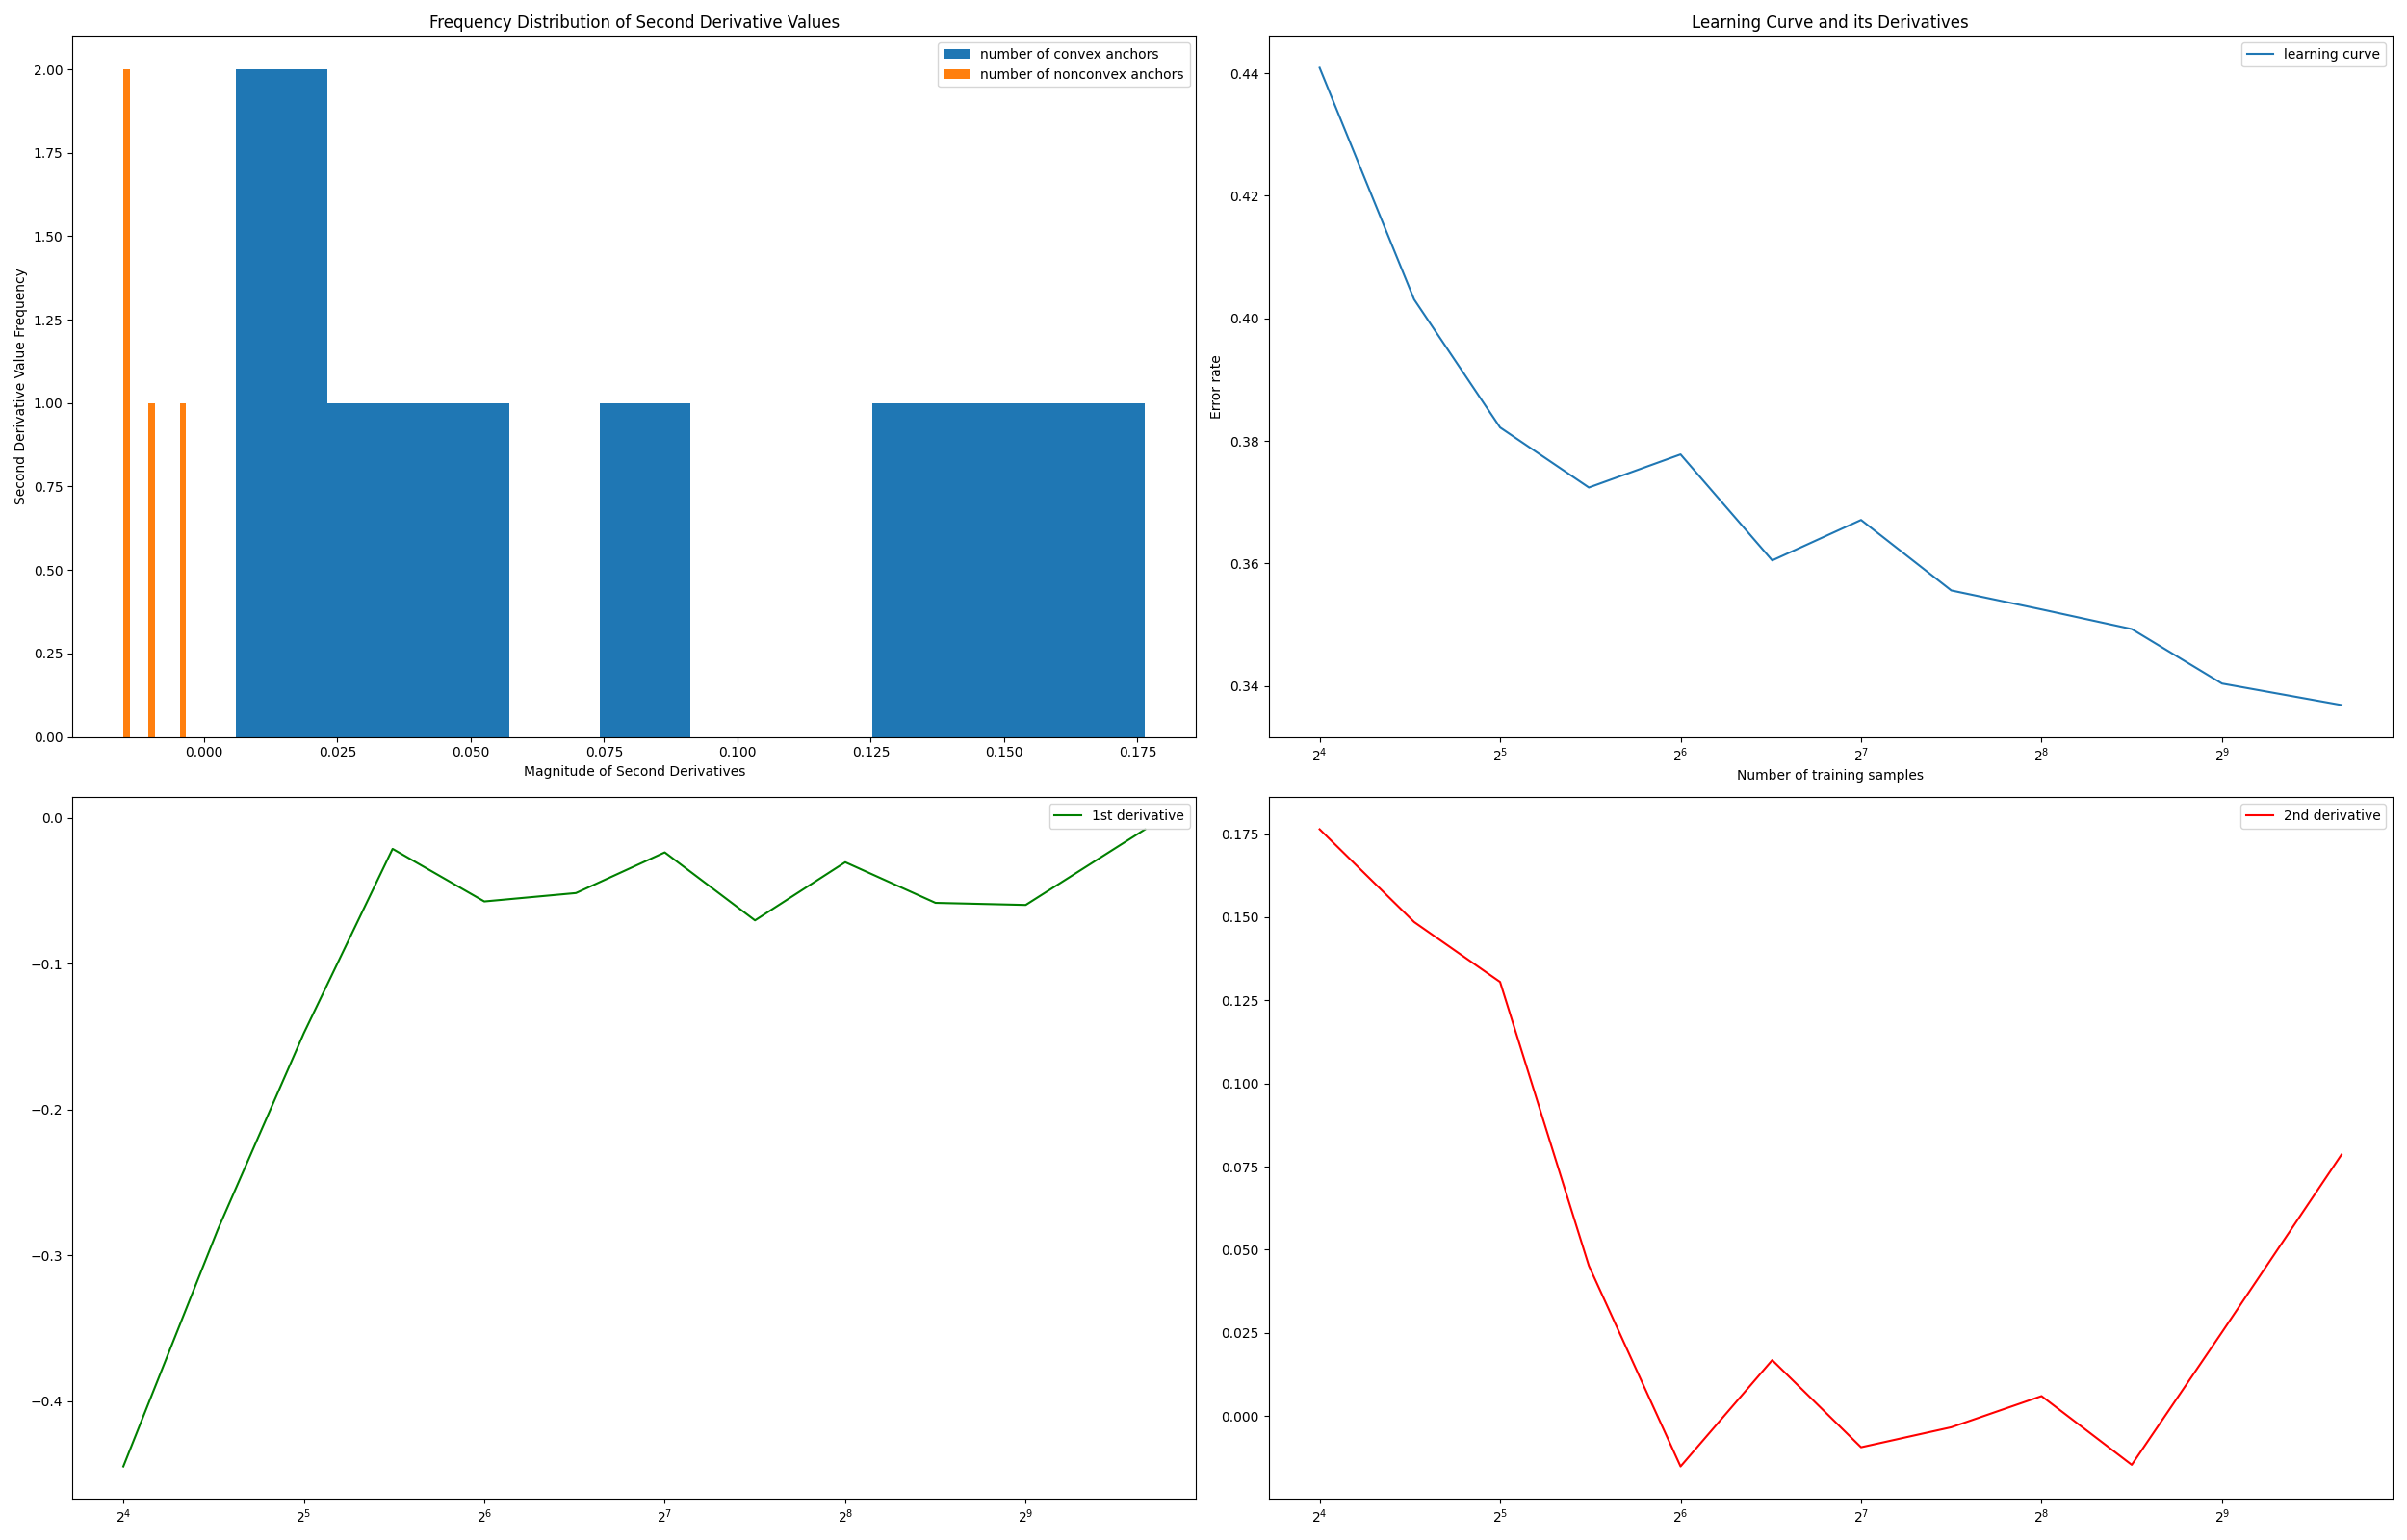 Frequency Distribution of Second Derivative Values
number of convex anchors
number of nonconvex anchors
Second Derivative Value Frequency
2.00
1.75
1.50
1.25
1.00
0.75
0.50
0.25
0.00
0.000 0.025 0.050 0.075 0.100 0.125 0.150 0.175
Magnitude of Second Derivatives
Learning Curve and its Derivatives
learning curve
Error rate
0.44
0.42
0.40
0.38
0.36
0.34
2⁴ 2⁵ 2⁶ 2⁷ 2⁸ 2⁹
Number of training samples
1st derivative
0.0
−0.1
−0.2
−0.3
−0.4
2⁴ 2⁵ 2⁶ 2⁷ 2⁸ 2⁹
2nd derivative
0.175
0.150
0.125
0.100
0.075
0.050
0.025
0.000
2⁴ 2⁵ 2⁶ 2⁷ 2⁸ 2⁹